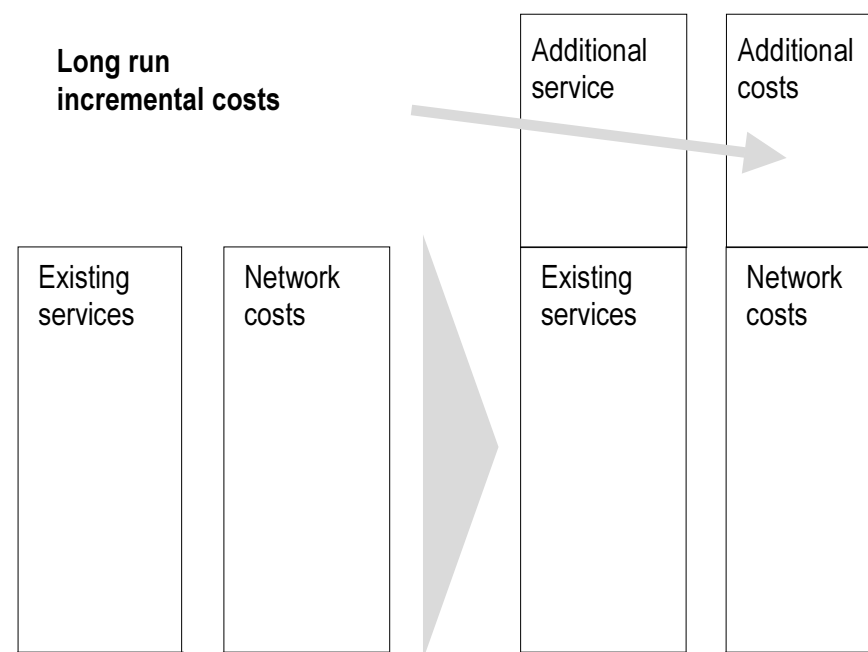 Long run
incremental costs
Additional
service
Additional
costs
Existing
services
Network
costs
Existing
services
Network
costs